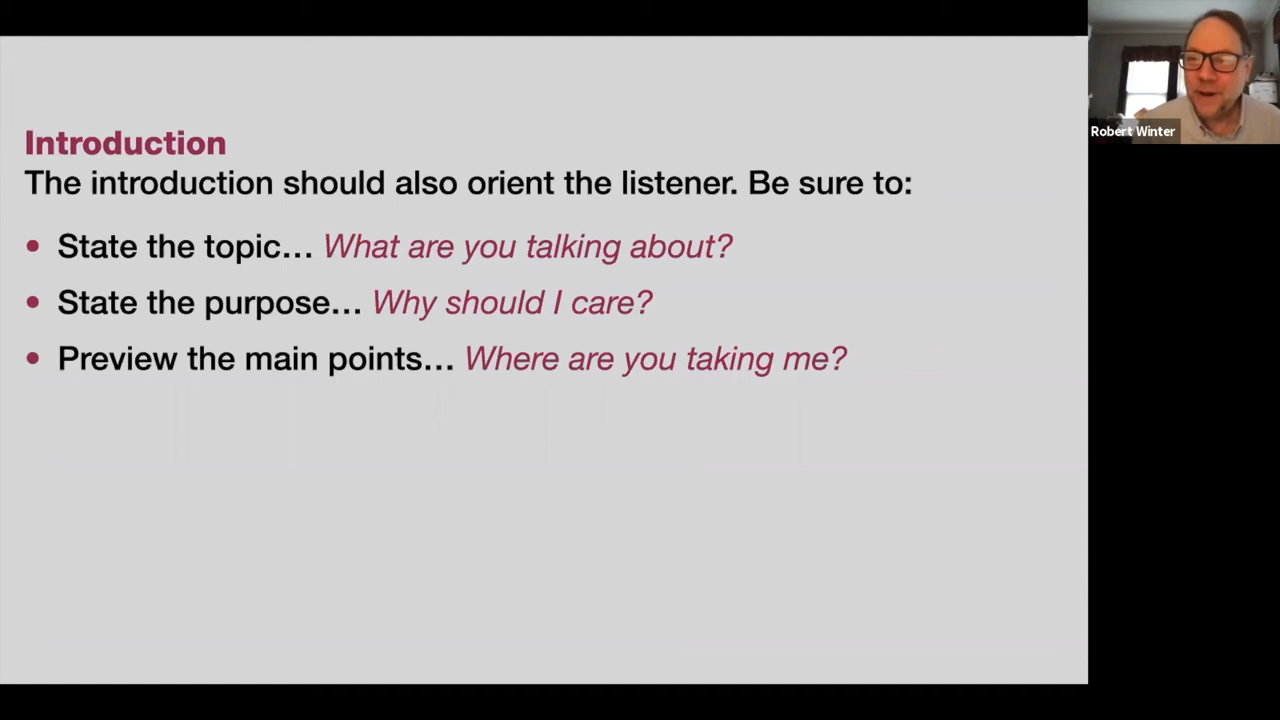 Introduction
The introduction should also orient the listener. Be sure to:
• State the topic… What are you talking about?
• State the purpose… Why should I care?
• Preview the main points… Where are you taking me?
Robert Winter